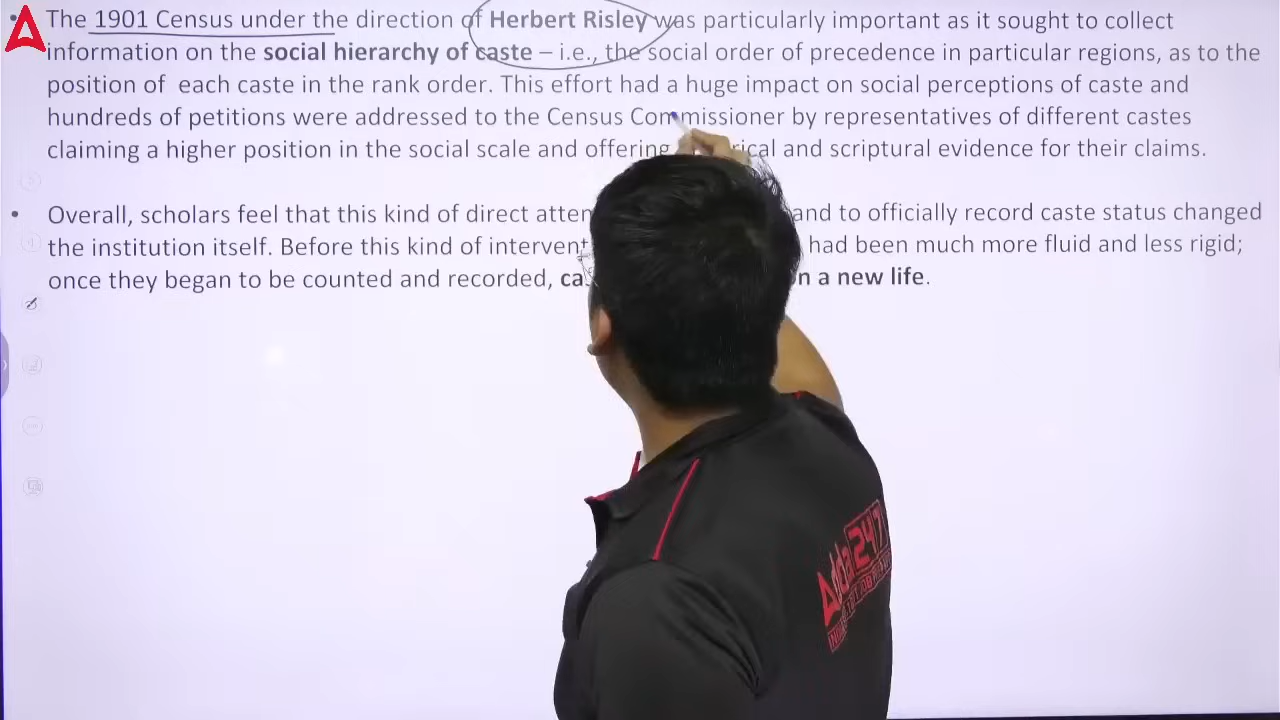 • The 1901 Census under the direction of Herbert Risley was particularly important as it sought to collect
information on the social hierarchy of caste – i.e., the social order of precedence in particular regions, as to the
position of each caste in the rank order. This effort had a huge impact on social perceptions of caste and
hundreds of petitions were addressed to the Census Commissioner by representatives of different castes
claiming a higher position in the social scale and offering and scriptural evidence for their claims.
• Overall, scholars feel that this kind of direct and to officially record caste status changed
the institution itself. Before this kind of had been much more fluid and less rigid;
once they began to be counted and recorded, a new life.
Adda247